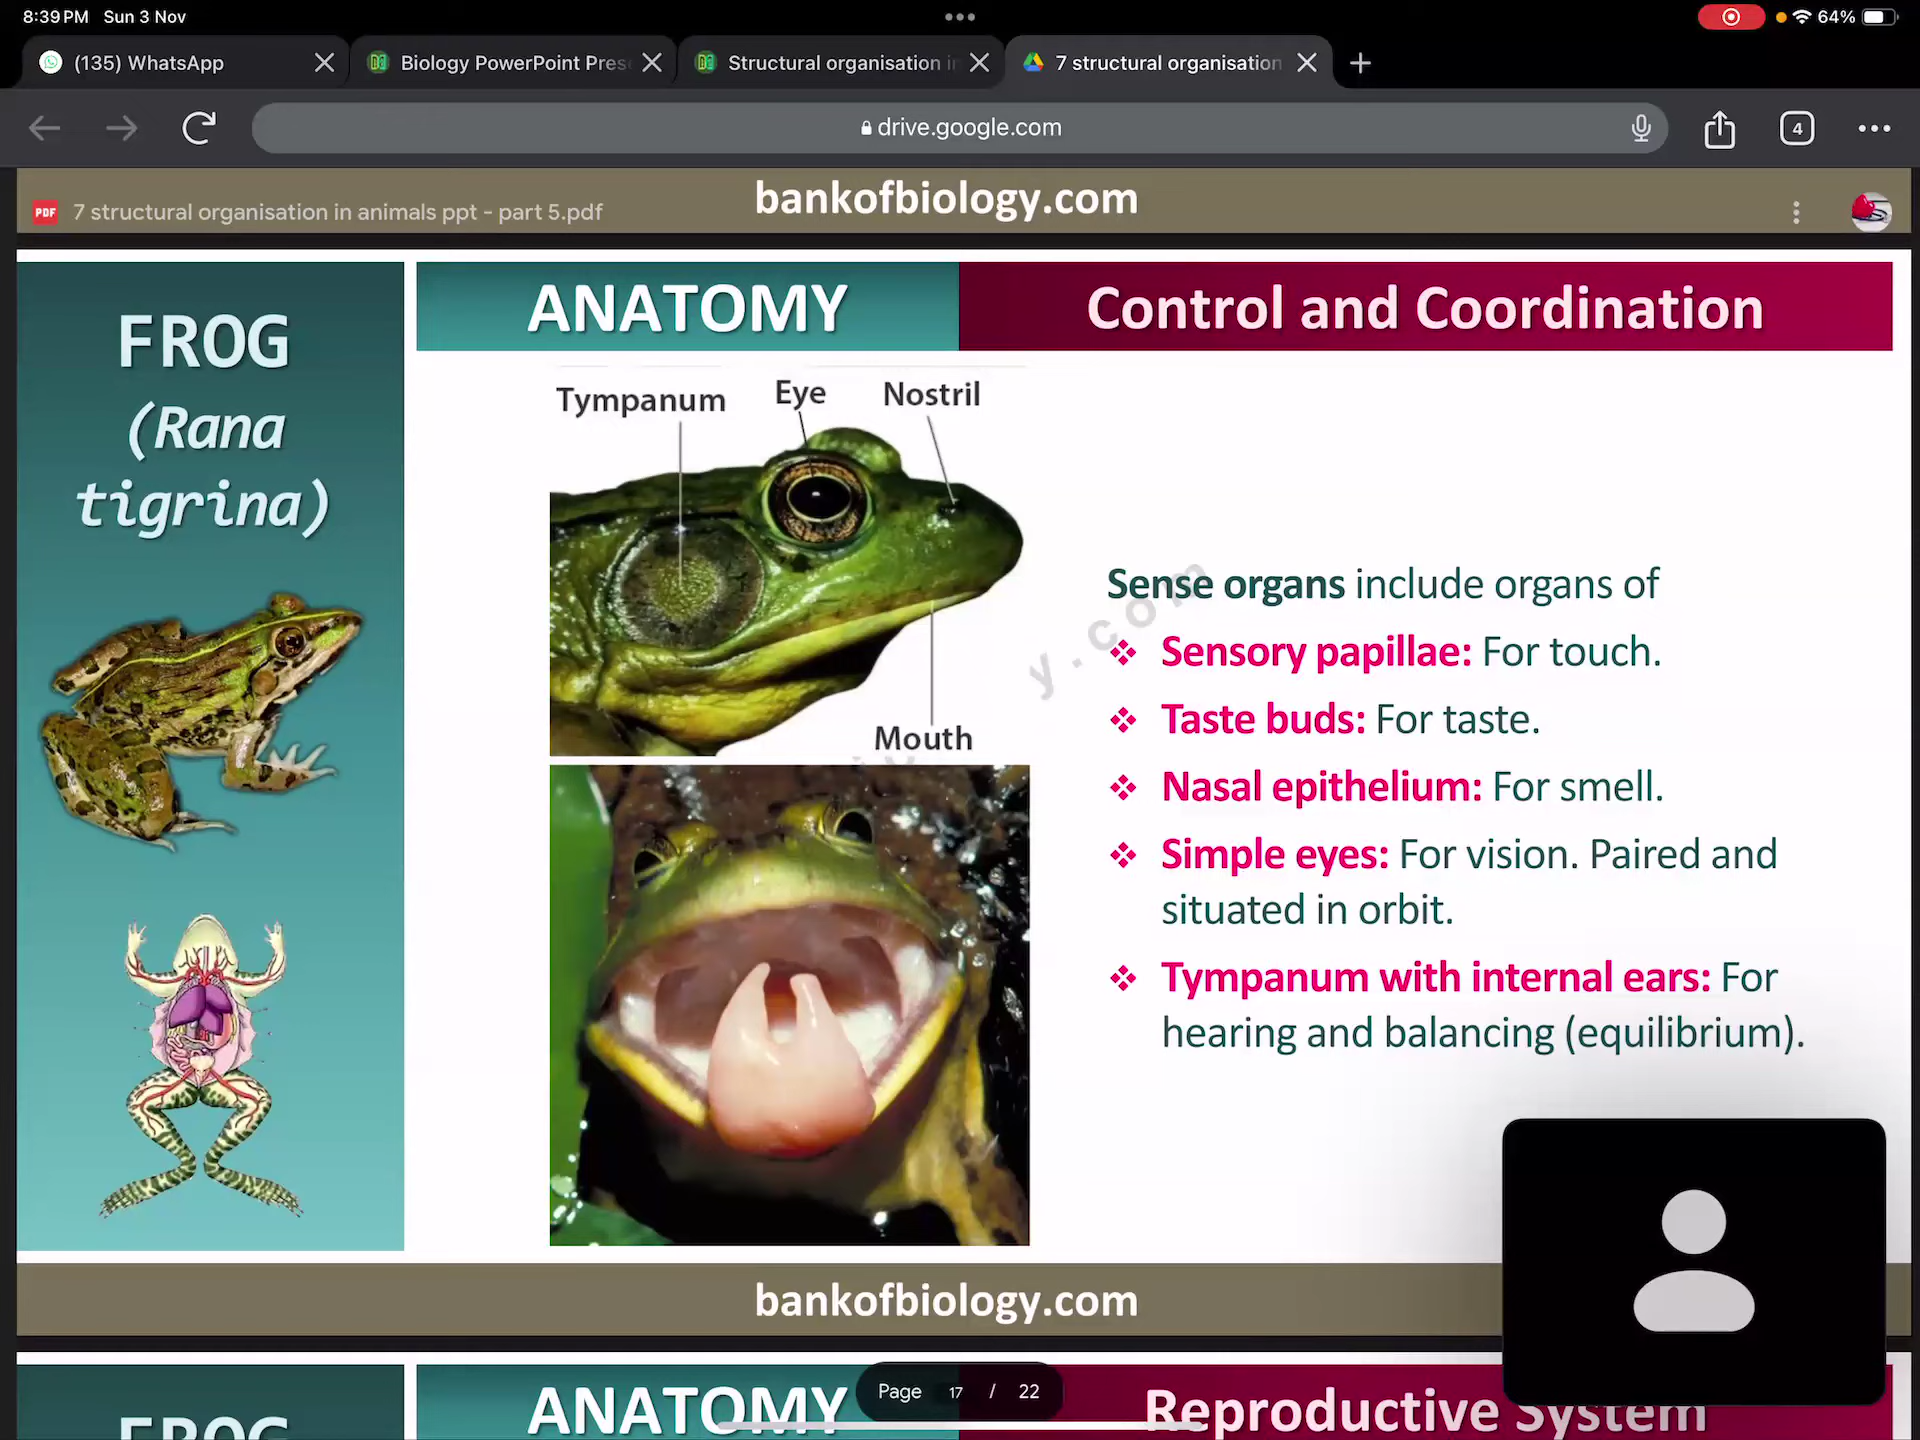 8:39 PM Sun 3 Nov
64%
(135) WhatsApp
Biology PowerPoint Pres
Structural organisation i
7 structural organisation
drive.google.com
4
bankofbiology.com
PDF 7 structural organisation in animals ppt - part 5.pdf
FROG
(Rana
tigrina)
ANATOMY
Control and Coordination
Tympanum
Eye
Nostril
Mouth
y.com
Sense organs include organs of
❖ Sensory papillae: For touch.
❖ Taste buds: For taste.
❖ Nasal epithelium: For smell.
❖ Simple eyes: For vision. Paired and
situated in orbit.
❖ Tympanum with internal ears: For
hearing and balancing (equilibrium).
bankofbiology.com
Page 17 / 22
FROG
ANATOMY
Reproductive System